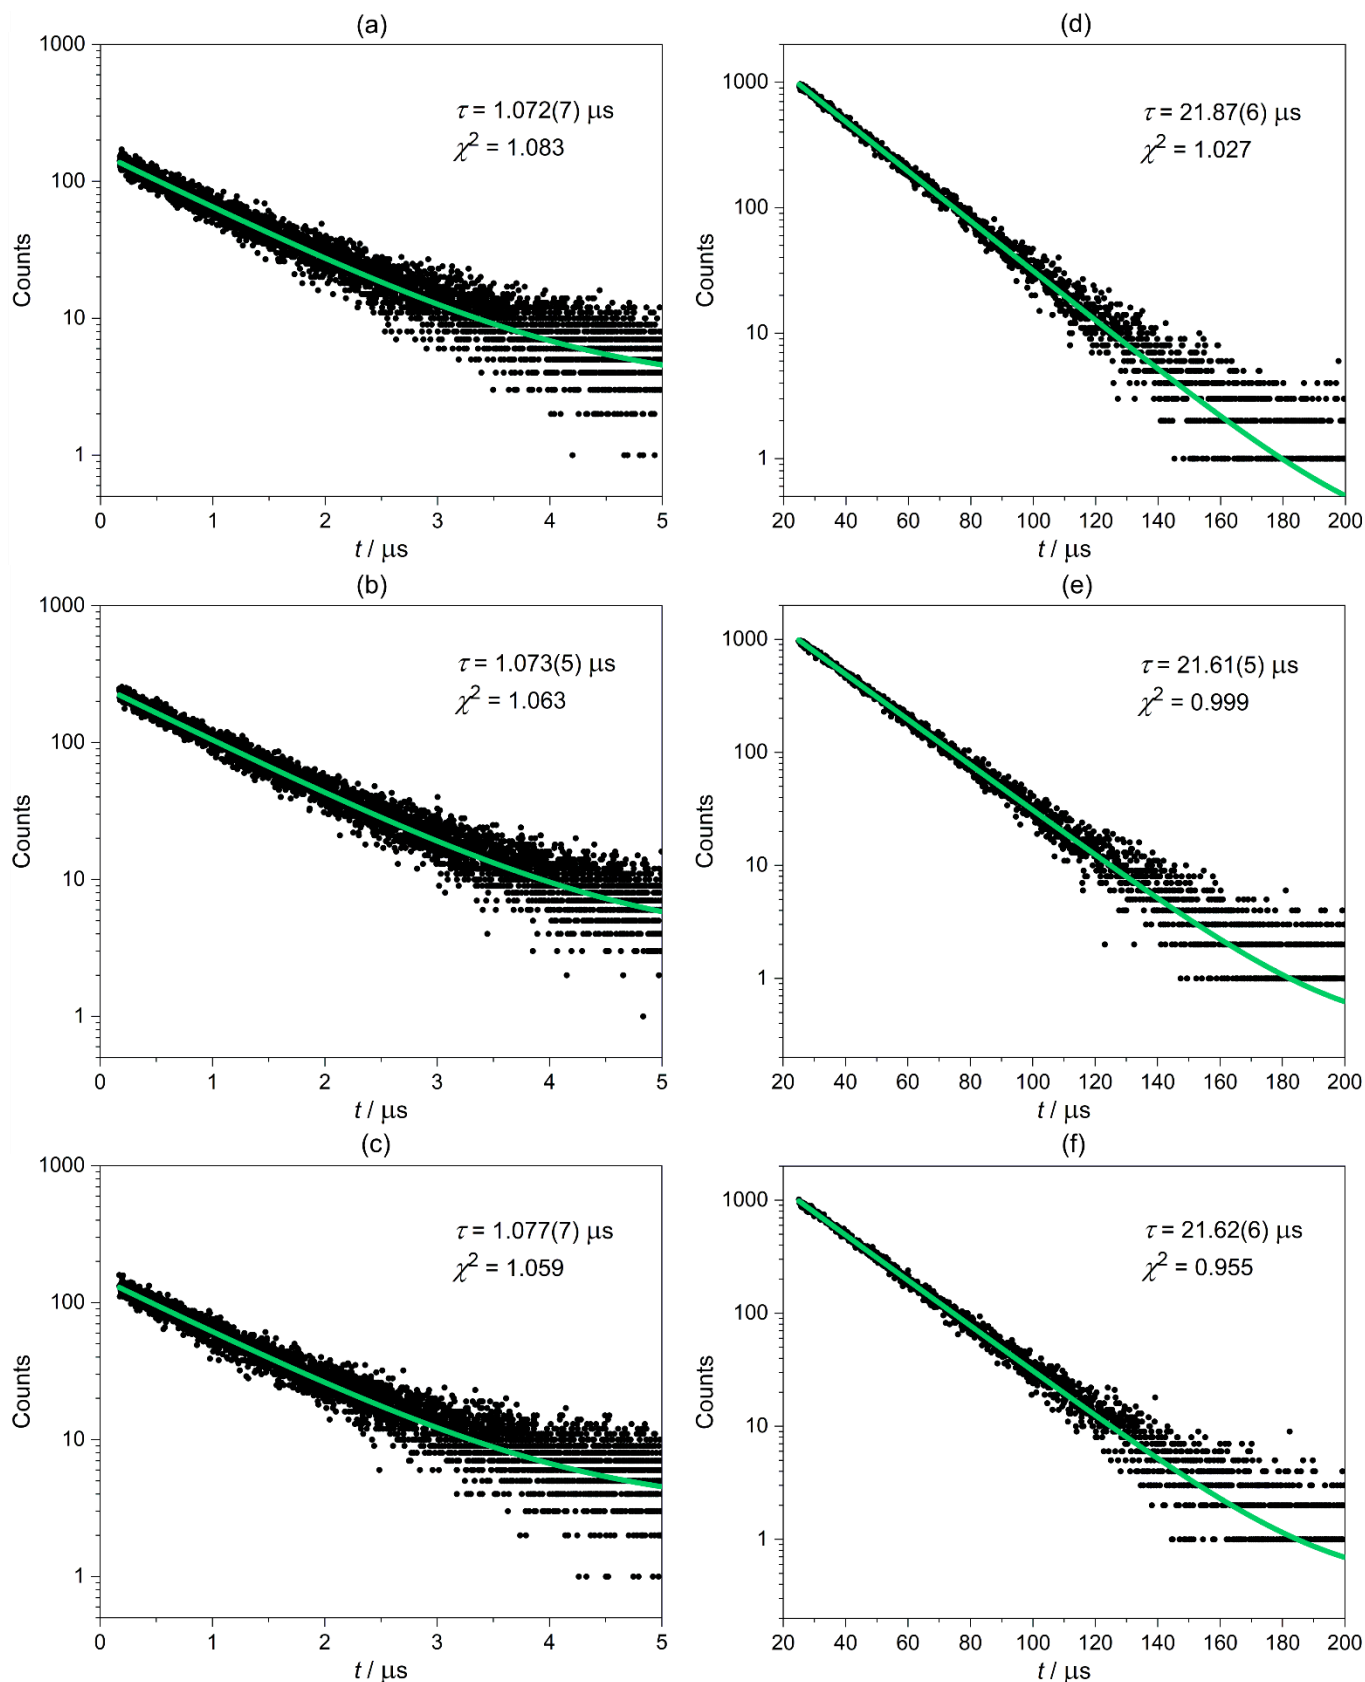 (a)
1000
100
10
1
Counts
τ = 1.072(7) μs
χ² = 1.083
0 1 2 3 4 5
t / μs
(d)
1000
100
10
1
Counts
τ = 21.87(6) μs
χ² = 1.027
20 40 60 80 100 120 140 160 180 200
t / μs
(b)
1000
100
10
1
Counts
τ = 1.073(5) μs
χ² = 1.063
0 1 2 3 4 5
t / μs
(e)
1000
100
10
1
Counts
τ = 21.61(5) μs
χ² = 0.999
20 40 60 80 100 120 140 160 180 200
t / μs
(c)
1000
100
10
1
Counts
τ = 1.077(7) μs
χ² = 1.059
0 1 2 3 4 5
t / μs
(f)
1000
100
10
1
Counts
τ = 21.62(6) μs
χ² = 0.955
20 40 60 80 100 120 140 160 180 200
t / μs